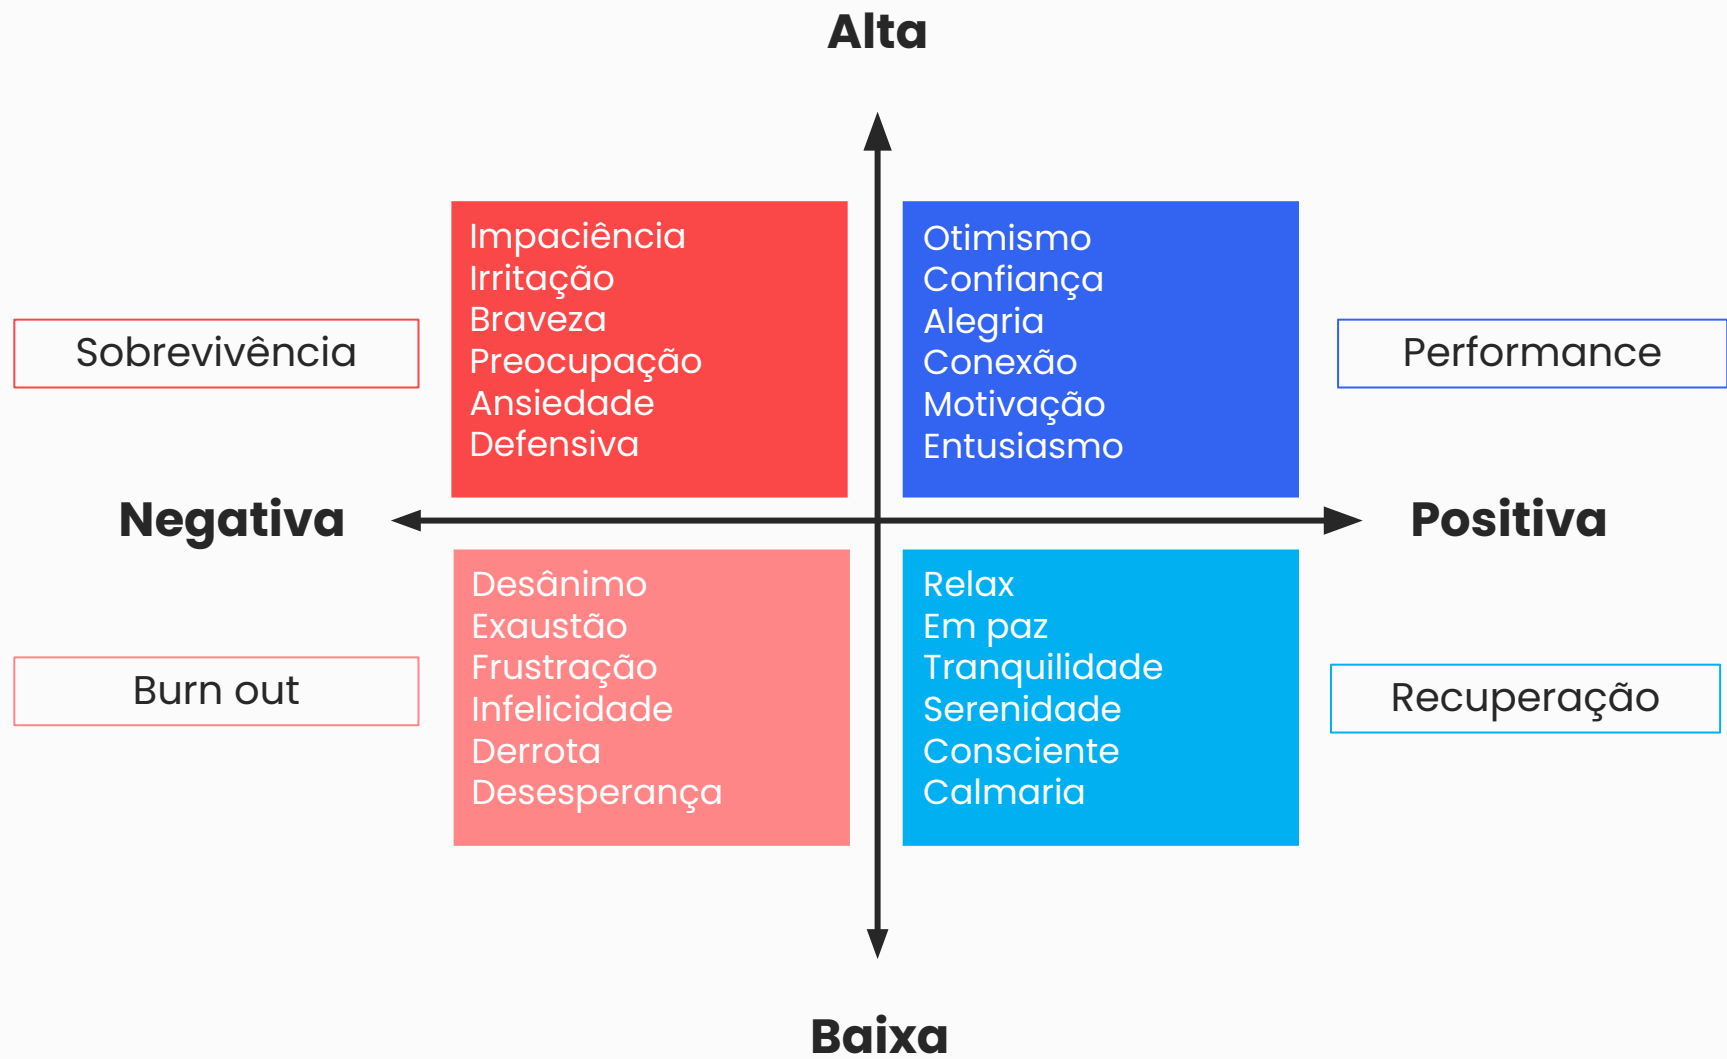 Alta
Impaciência
Irritação
Braveza
Preocupação
Ansiedade
Defensiva
Otimismo
Confiança
Alegria
Conexão
Motivação
Entusiasmo
Sobrevivência
Performance
Negativa
Positiva
Desânimo
Exaustão
Frustração
Infelicidade
Derrota
Desesperança
Relax
Em paz
Tranquilidade
Serenidade
Consciente
Calmaria
Burn out
Recuperação
Baixa